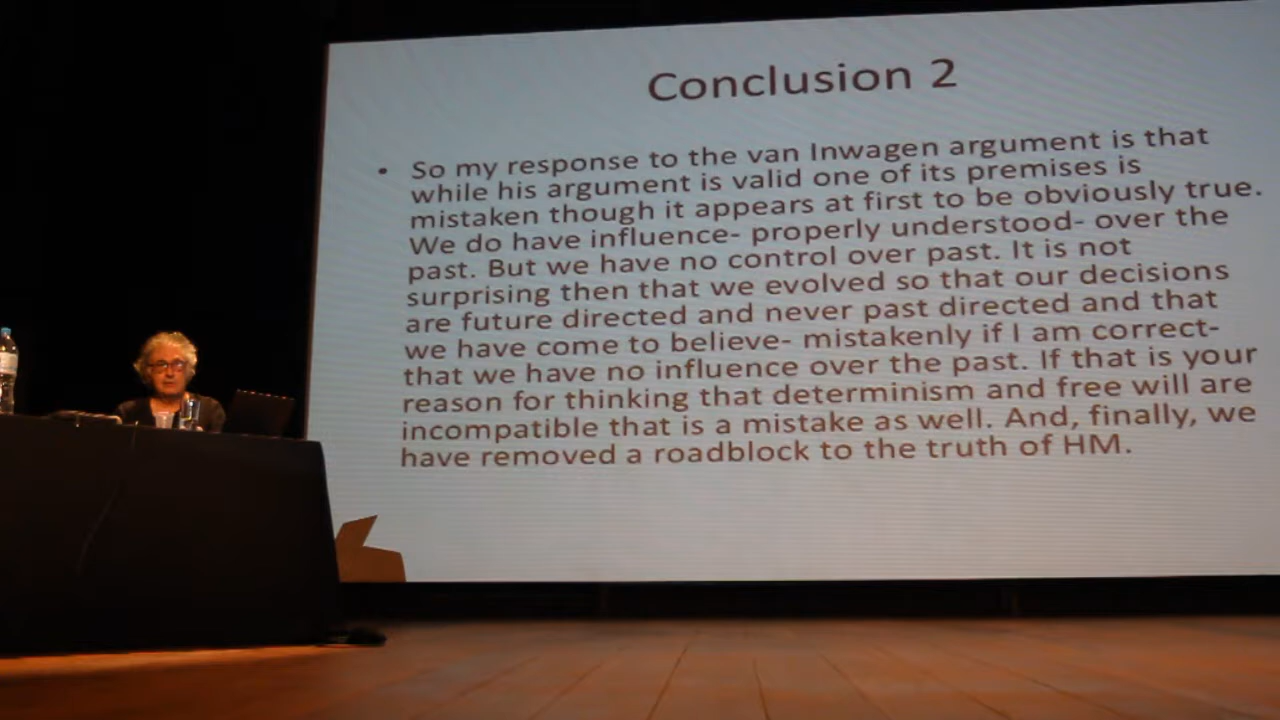 Conclusion 2
• So my response to the van Inwagen argument is that
while his argument is valid one of its premises is
mistaken though it appears at first to be obviously true.
We do have influence- properly understood- over the
past. But we have no control over past. It is not
surprising then that we evolved so that our decisions
are future directed and never past directed and that
we have come to believe- mistakenly if I am correct-
that we have no influence over the past. If that is your
reason for thinking that determinism and free will are
incompatible that is a mistake as well. And, finally, we
have removed a roadblock to the truth of HM.